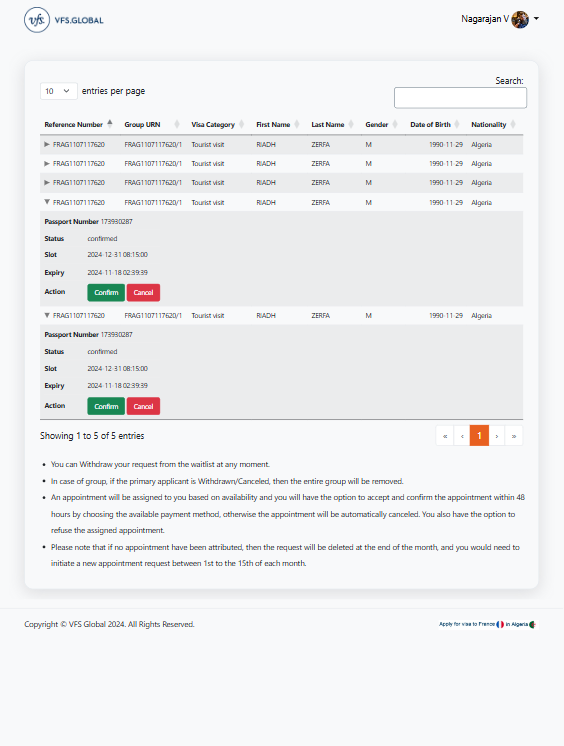 vfs. VFS.GLOBAL
Nagarajan V
10 entries per page
Search:
Reference Number Group URN Visa Category First Name Last Name Gender Date of Birth Nationality
FRAG1107117620 FRAG1107117620/1 Tourist visit RIADH ZERFA M 1990-11-29 Algeria
FRAG1107117620 FRAG1107117620/1 Tourist visit RIADH ZERFA M 1990-11-29 Algeria
FRAG1107117620 FRAG1107117620/1 Tourist visit RIADH ZERFA M 1990-11-29 Algeria
FRAG1107117620 FRAG1107117620/1 Tourist visit RIADH ZERFA M 1990-11-29 Algeria
Passport Number 173930287
Status confirmed
Slot 2024-12-31 08:15:00
Expiry 2024-11-18 02:39:39
Action Confirm Cancel
FRAG1107117620 FRAG1107117620/1 Tourist visit RIADH ZERFA M 1990-11-29 Algeria
Passport Number 173930287
Status confirmed
Slot 2024-12-31 08:15:00
Expiry 2024-11-18 02:39:39
Action Confirm Cancel
Showing 1 to 5 of 5 entries
« ‹ 1 › »
• You can Withdraw your request from the waitlist at any moment.
• In case of group, if the primary applicant is Withdrawn/Canceled, then the entire group will be removed.
• An appointment will be assigned to you based on availability and you will have the option to accept and confirm the appointment within 48
hours by choosing the available payment method, otherwise the appointment will be automatically canceled. You also have the option to
refuse the assigned appointment.
• Please note that if no appointment have been attributed, then the request will be deleted at the end of the month, and you would need to
initiate a new appointment request between 1st to the 15th of each month.
Copyright © VFS Global 2024. All Rights Reserved.
Apply for visa to France in Algeria